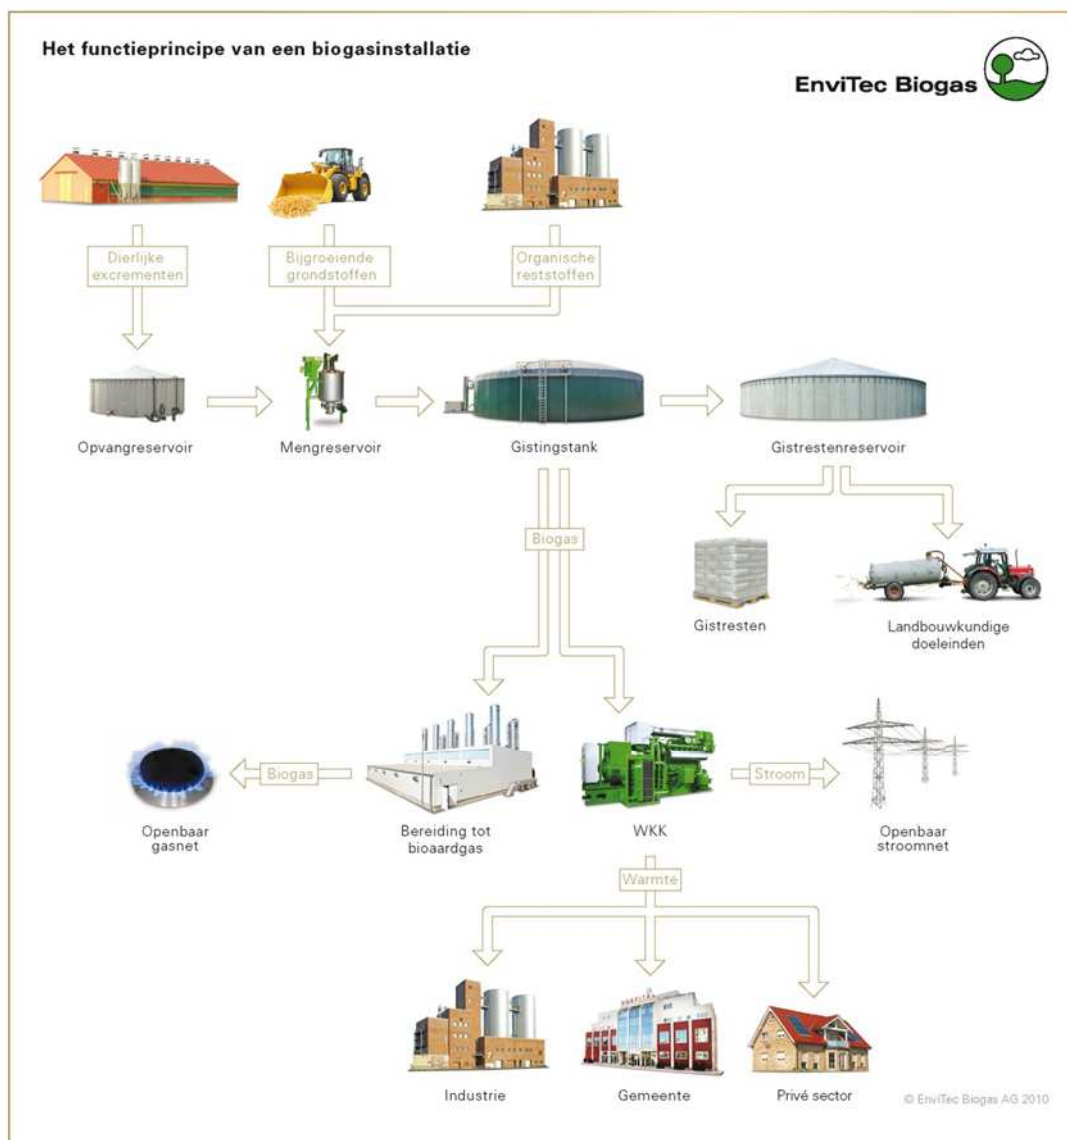 Het functieprincipe van een biogasinstallatie
EnviTec Biogas
Dierlijke
excrementen
Bijgroeiende
grondstoffen
Organische
reststoffen
Opvangreservoir
Mengreservoir
Gistingstank
Gistrestenreservoir
Biogas
Gistresten
Landbouwkundige
doeleinden
Biogas
Stroom
Openbaar
gasnet
Bereiding tot
bioaardgas
WKK
Openbaar
stroomnet
Warmte
Industrie
Gemeente
Privé sector
© EnviTec Biogas AG 2010